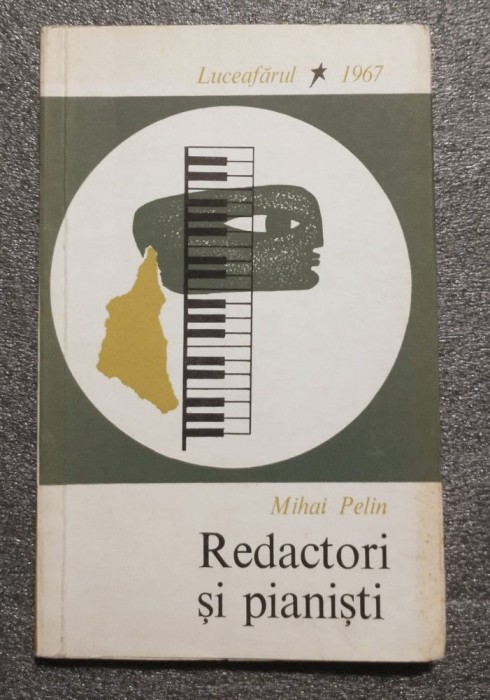 Luceafărul ★ 1967
Mihai Pelin
Redactori
și pianiști